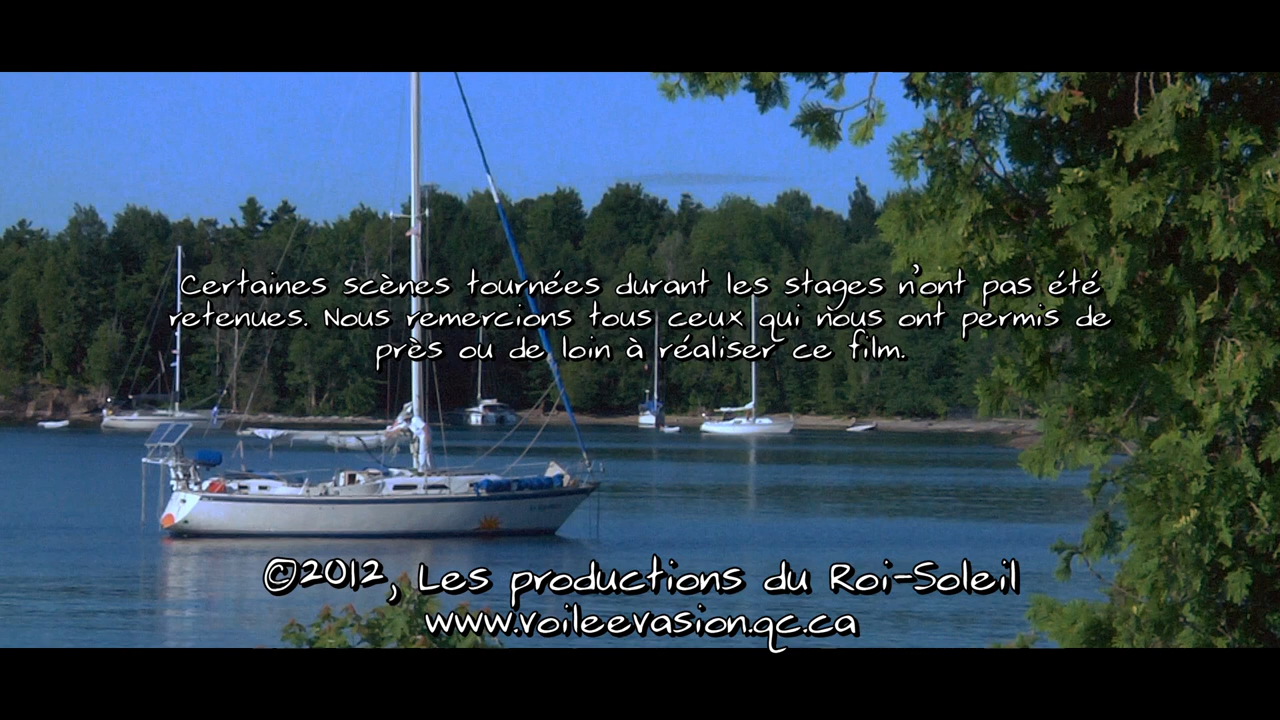 Certaines scènes tournées durant les stages n'ont pas été
retenues. Nous remercions tous ceux qui nous ont permis de
près ou de loin à réaliser ce film.
©2012, Les productions du Roi-Soleil
www.voileevasion.qc.ca